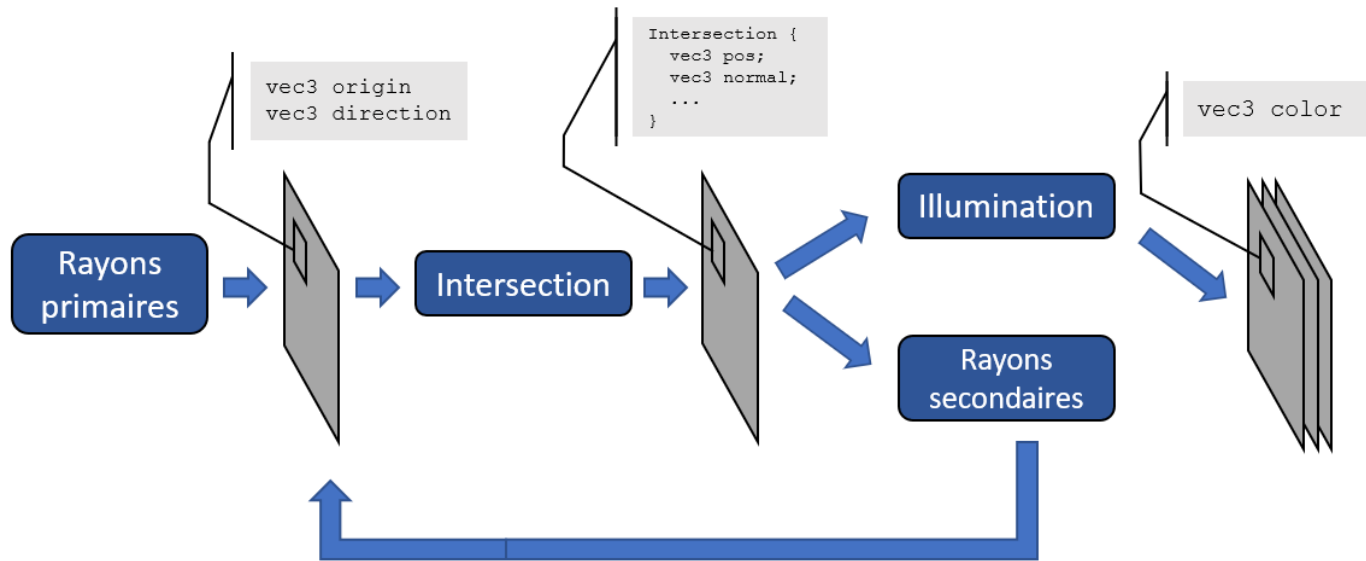 vec3 origin
vec3 direction
Intersection {
  vec3 pos;
  vec3 normal;
  ...
}
vec3 color
Rayons
primaires
Intersection
Illumination
Rayons
secondaires